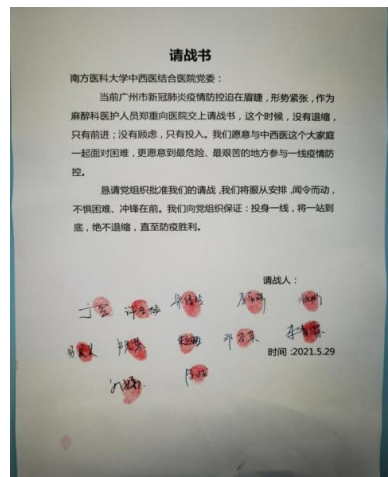 请战书
南方医科大学中西医结合医院党委：
当前广州市新冠肺炎疫情防控迫在眉睫，形势紧张，作为
麻醉科医护人员郑重向医院交上请战书，这个时候，没有退缩，
只有前进；没有顾虑，只有投入。我们愿意与中西医这个大家庭
一起面对困难，更愿意到最危险、最艰苦的地方参与一线疫情防
控。
恳请党组织批准我们的请战，我们将服从安排，闻令而动，
不惧困难、冲锋在前。我们向党组织保证：投身一线，将一站到
底，绝不退缩，直至防疫胜利。
请战人：
时间：2021.5.29